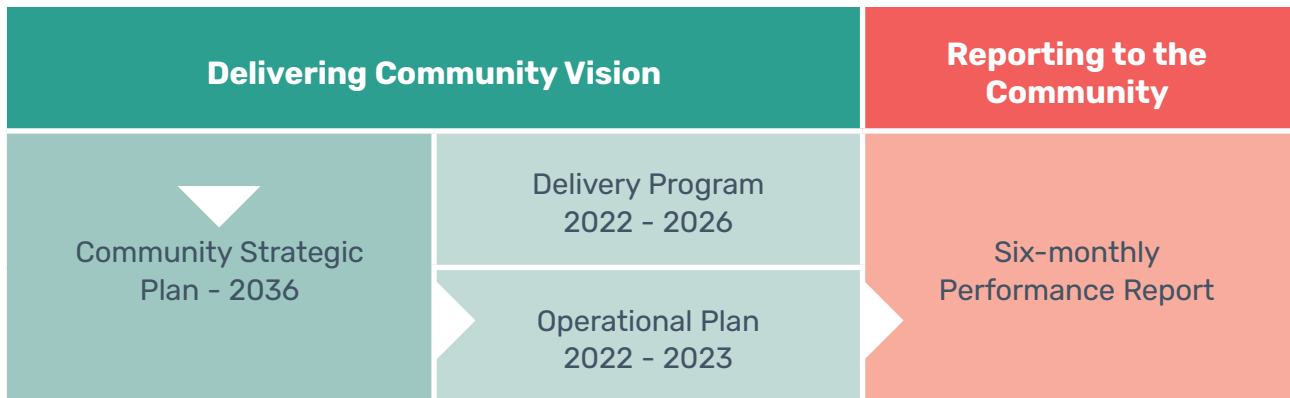 Delivering Community Vision
Reporting to the
Community
Community Strategic
Plan - 2036
Delivery Program
2022 - 2026
Operational Plan
2022 - 2023
Six-monthly
Performance Report